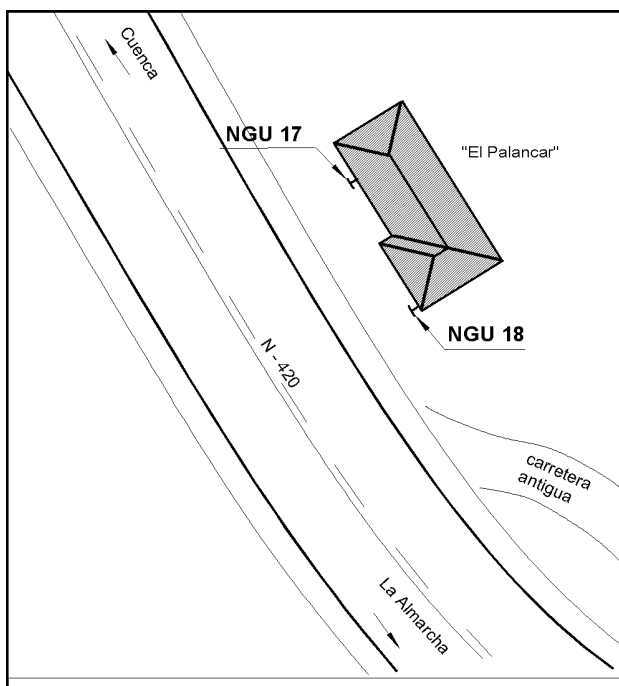 Cuenca
NGU 17
"El Palancar"
NGU 18
N - 420
carretera
antigua
La Almarcha